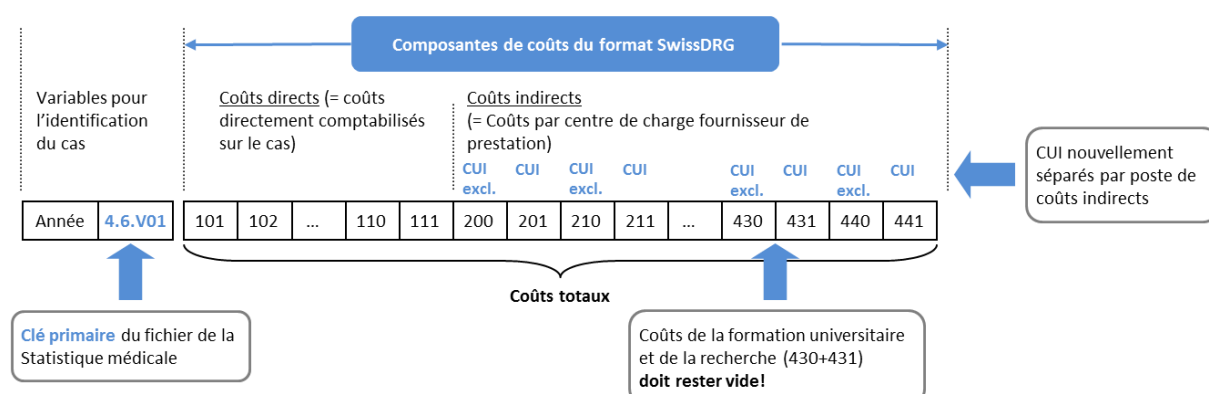 Composantes de coûts du format SwissDRG
Variables pour
l'identification
du cas
Coûts directs (= coûts
directement comptabilisés
sur le cas)
Coûts indirects
(= Coûts par centre de charge fournisseur de
prestation)
CUI excl. CUI CUI excl. CUI CUI excl. CUI CUI excl. CUI
CUI nouvellement
séparés par poste de
coûts indirects
Année 4.6.V01 101 102 ... 110 111 200 201 210 211 ... 430 431 440 441
Coûts totaux
Clé primaire du fichier de la
Statistique médicale
Coûts de la formation universitaire
et de la recherche (430+431)
doit rester vide!